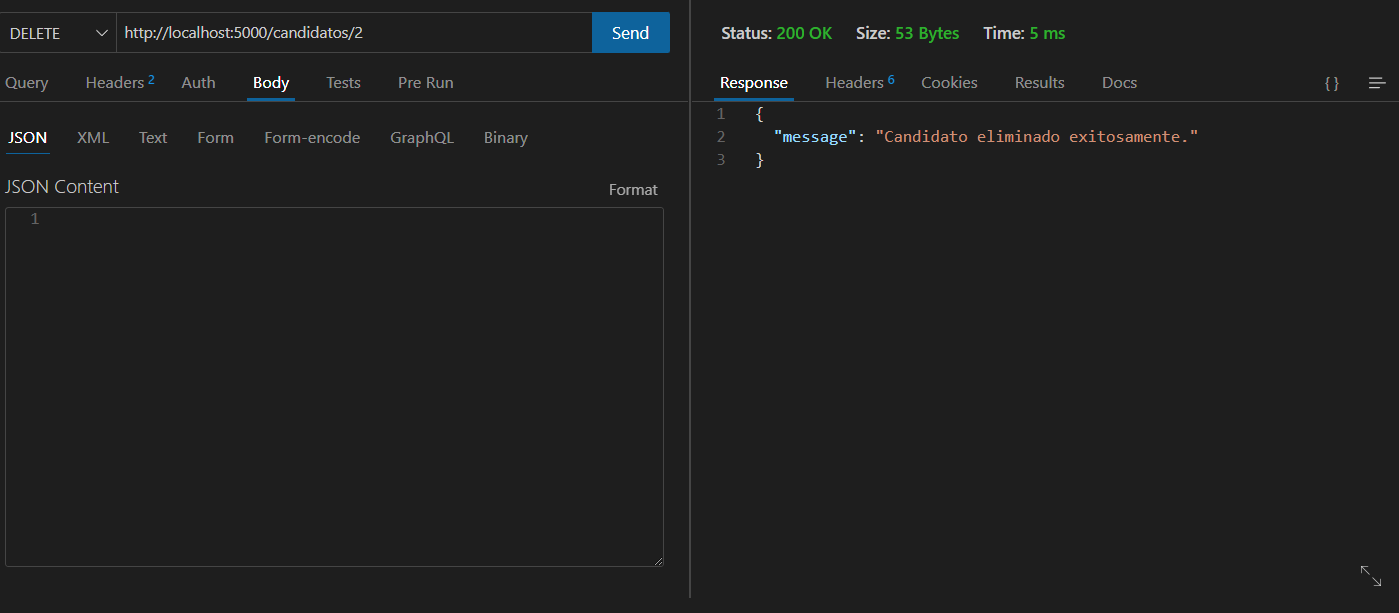 DELETE http://localhost:5000/candidatos/2 Send
Query Headers 2 Auth Body Tests Pre Run
JSON XML Text Form Form-encode GraphQL Binary
JSON Content Format
1
Status: 200 OK Size: 53 Bytes Time: 5 ms
Response Headers 6 Cookies Results Docs {}
1 {
2 "message": "Candidato eliminado exitosamente."
3 }